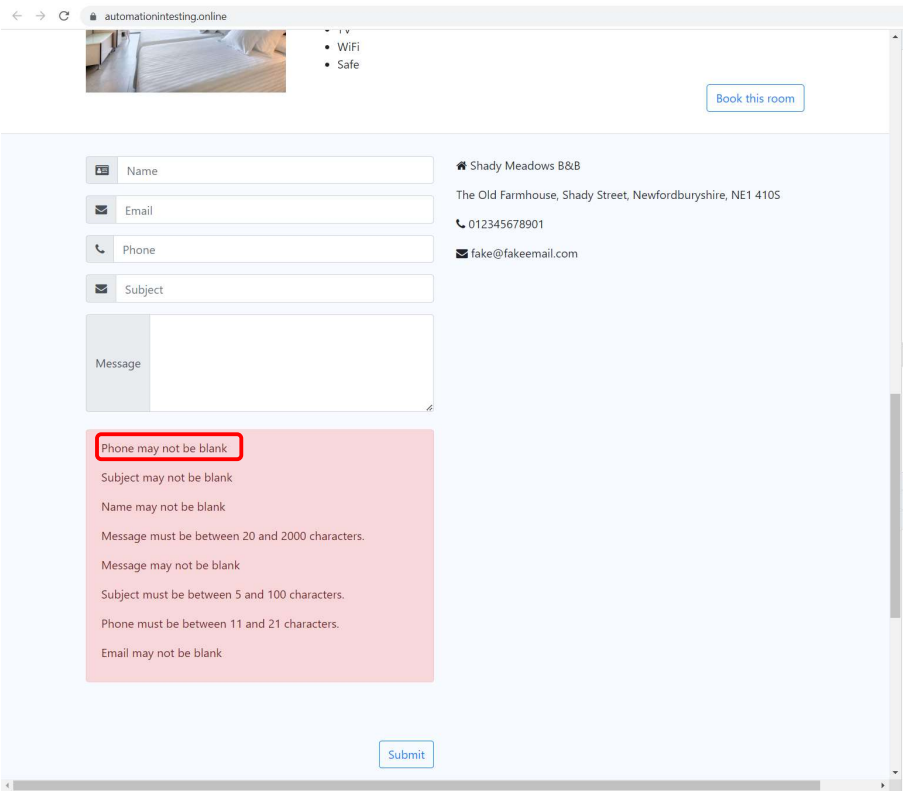 automationintesting.online
TV
WiFi
Safe
Book this room
Name
Email
Phone
Subject
Message
Shady Meadows B&B
The Old Farmhouse, Shady Street, Newfordburyshire, NE1 410S
012345678901
fake@fakeemail.com
Phone may not be blank
Subject may not be blank
Name may not be blank
Message must be between 20 and 2000 characters.
Message may not be blank
Subject must be between 5 and 100 characters.
Phone must be between 11 and 21 characters.
Email may not be blank
Submit